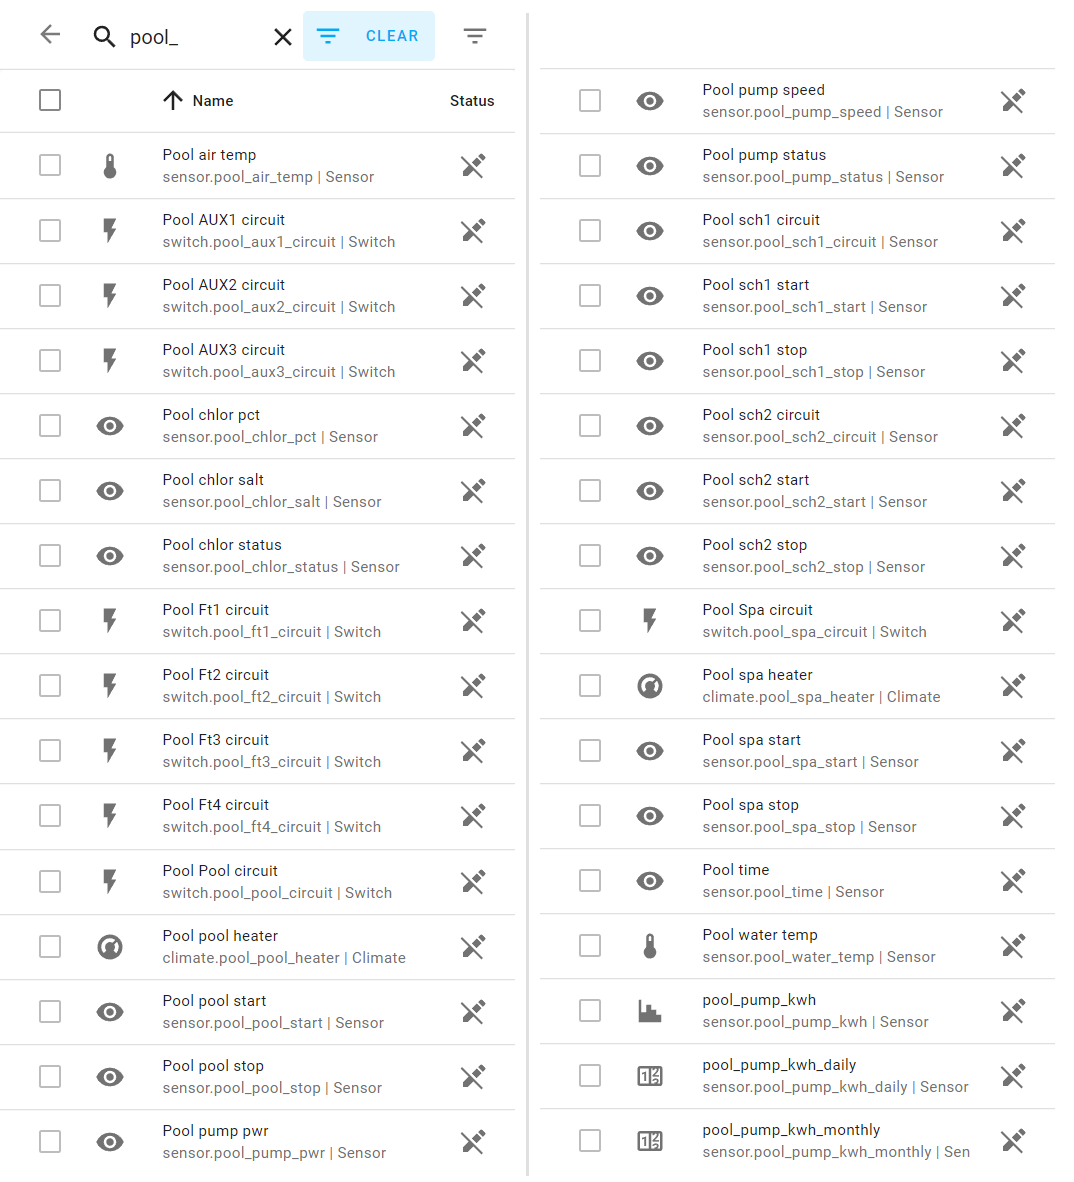 pool_
CLEAR
Name
Status
Pool air temp
sensor.pool_air_temp | Sensor
Pool AUX1 circuit
switch.pool_aux1_circuit | Switch
Pool AUX2 circuit
switch.pool_aux2_circuit | Switch
Pool AUX3 circuit
switch.pool_aux3_circuit | Switch
Pool chlor pct
sensor.pool_chlor_pct | Sensor
Pool chlor salt
sensor.pool_chlor_salt | Sensor
Pool chlor status
sensor.pool_chlor_status | Sensor
Pool Ft1 circuit
switch.pool_ft1_circuit | Switch
Pool Ft2 circuit
switch.pool_ft2_circuit | Switch
Pool Ft3 circuit
switch.pool_ft3_circuit | Switch
Pool Ft4 circuit
switch.pool_ft4_circuit | Switch
Pool Pool circuit
switch.pool_pool_circuit | Switch
Pool pool heater
climate.pool_pool_heater | Climate
Pool pool start
sensor.pool_pool_start | Sensor
Pool pool stop
sensor.pool_pool_stop | Sensor
Pool pump pwr
sensor.pool_pump_pwr | Sensor
Pool pump speed
sensor.pool_pump_speed | Sensor
Pool pump status
sensor.pool_pump_status | Sensor
Pool sch1 circuit
sensor.pool_sch1_circuit | Sensor
Pool sch1 start
sensor.pool_sch1_start | Sensor
Pool sch1 stop
sensor.pool_sch1_stop | Sensor
Pool sch2 circuit
sensor.pool_sch2_circuit | Sensor
Pool sch2 start
sensor.pool_sch2_start | Sensor
Pool sch2 stop
sensor.pool_sch2_stop | Sensor
Pool Spa circuit
switch.pool_spa_circuit | Switch
Pool spa heater
climate.pool_spa_heater | Climate
Pool spa start
sensor.pool_spa_start | Sensor
Pool spa stop
sensor.pool_spa_stop | Sensor
Pool time
sensor.pool_time | Sensor
Pool water temp
sensor.pool_water_temp | Sensor
pool_pump_kwh
sensor.pool_pump_kwh | Sensor
pool_pump_kwh_daily
sensor.pool_pump_kwh_daily | Sensor
pool_pump_kwh_monthly
sensor.pool_pump_kwh_monthly | Sen